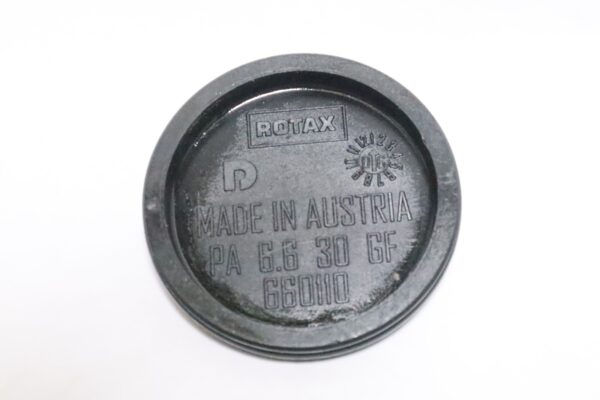 ROTAX
MADE IN AUSTRIA
PA 6.6 30 GF
660110